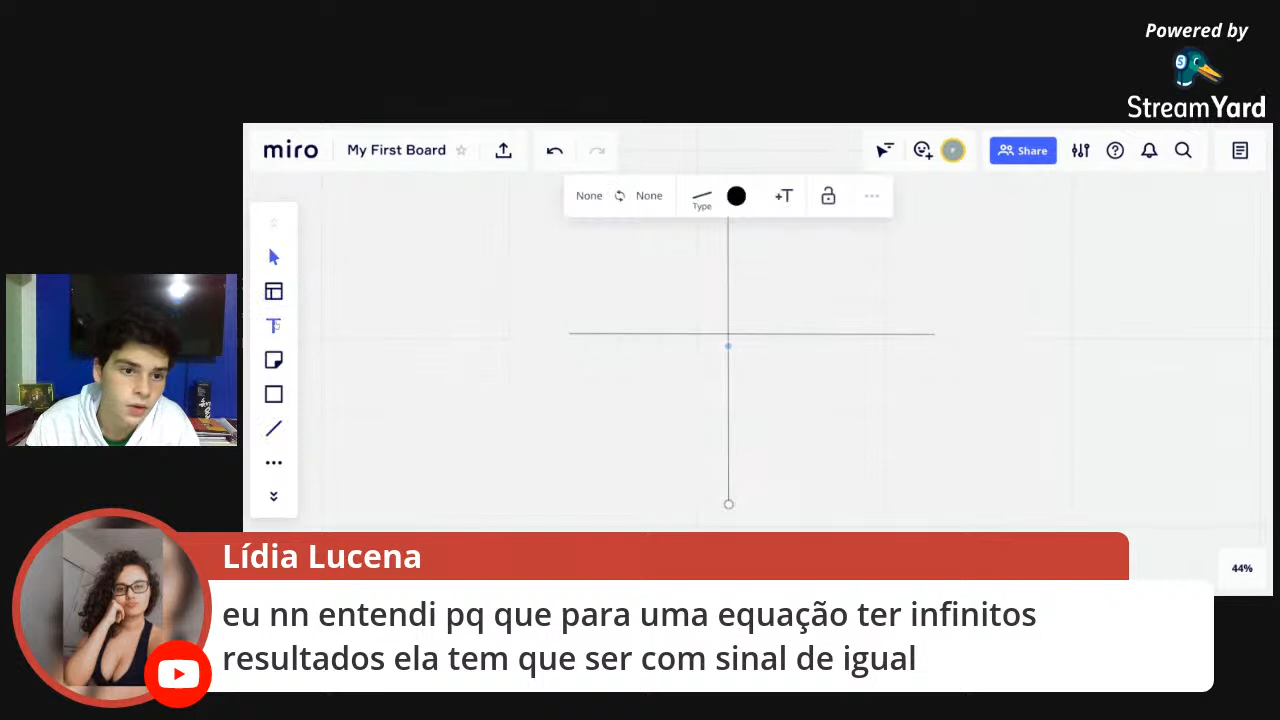 Powered by
StreamYard
miro
My First Board
Share
None
None
Type
+T
44%
Lídia Lucena
eu nn entendi pq que para uma equação ter infinitos
resultados ela tem que ser com sinal de igual